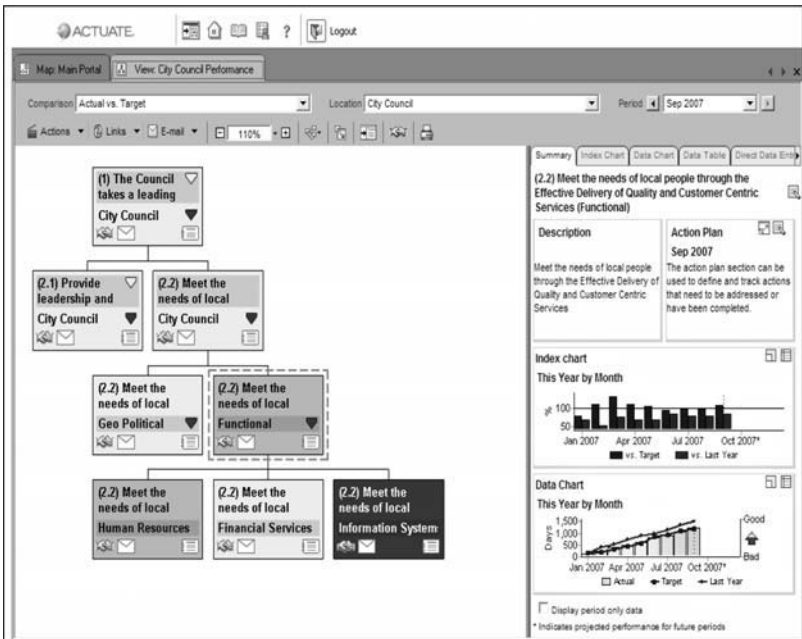 ACTUATE
? Logout
Map: Main Portal View: City Council Performance
Comparison Actual vs. Target Location City Council Period Sep 2007
Actions Links E-mail 110%
(1) The Council
takes a leading
City Council
(2.1) Provide
leadership and
City Council
(2.2) Meet the
needs of local
City Council
(2.2) Meet the
needs of local
Geo Political
(2.2) Meet the
needs of local
Functional
(2.2) Meet the
needs of local
Human Resources
(2.2) Meet the
needs of local
Financial Services
(2.2) Meet the
needs of local
Information System
Summary Index Chart Data Chart Data Table Direct Data Entr
(2.2) Meet the needs of local people through the
Effective Delivery of Quality and Customer Centric
Services (Functional)
Description
Meet the needs of local people
through the Effective Delivery of
Quality and Customer Centric
Services
Action Plan
Sep 2007
The action plan section can be
used to define and track actions
that need to be addressed or
have been completed.
Index chart
This Year by Month
%
100
50
Jan 2007 Apr 2007 Jul 2007 Oct 2007*
vs. Target vs. Last Year
Data Chart
This Year by Month
Days
1,500
1,000
500
0
Good
Bad
Jan 2007 Apr 2007 Jul 2007 Oct 2007*
Actual Target Last Year
Display period only data
* Indicates projected performance for future periods